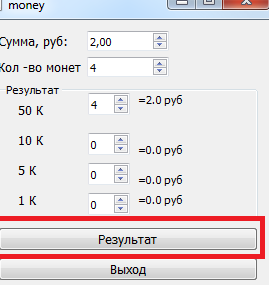 money
Сумма, руб: 2,00
Кол -во монет 4
Результат
50 К 4 =2.0 руб
10 К 0 =0.0 руб
5 К 0 =0.0 руб
1 К 0 =0.0 руб
Результат
Выход